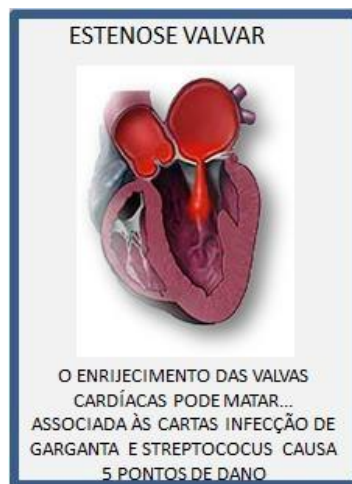 ESTENOSE VALVAR
O ENRIJECIMENTO DAS VALVAS
CARDÍACAS PODE MATAR...
ASSOCIADA ÀS CARTAS INFECÇÃO DE
GARGANTA E STREPTOCOCUS CAUSA
5 PONTOS DE DANO